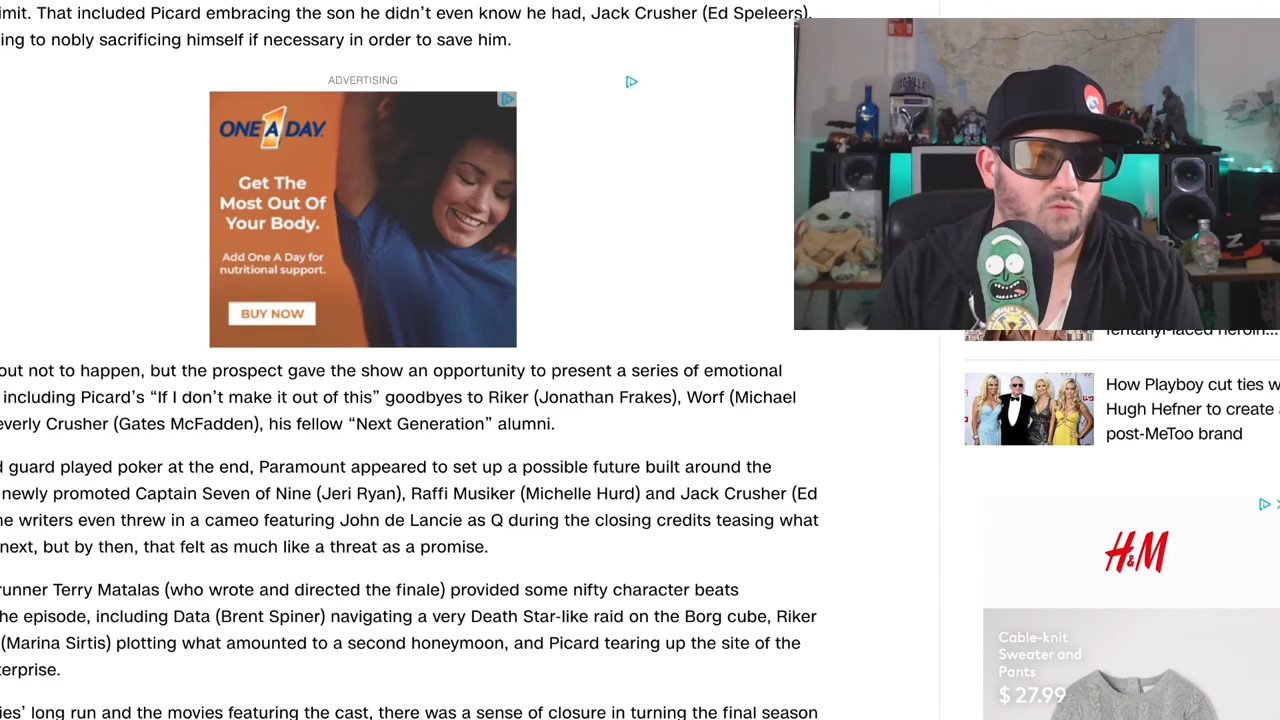 imit. That included Picard embracing the son he didn’t even know he had, Jack Crusher (Ed Speleers),
ing to nobly sacrificing himself if necessary in order to save him.
ADVERTISING
ONE A DAY
1
Get The
Most Out Of
Your Body.
Add One A Day for
nutritional support.
BUY NOW
out not to happen, but the prospect gave the show an opportunity to present a series of emotional
including Picard’s “If I don’t make it out of this” goodbyes to Riker (Jonathan Frakes), Worf (Michael
everly Crusher (Gates McFadden), his fellow “Next Generation” alumni.
d guard played poker at the end, Paramount appeared to set up a possible future built around the
newly promoted Captain Seven of Nine (Jeri Ryan), Raffi Musiker (Michelle Hurd) and Jack Crusher (Ed
he writers even threw in a cameo featuring John de Lancie as Q during the closing credits teasing what
next, but by then, that felt as much like a threat as a promise.
runner Terry Matalas (who wrote and directed the finale) provided some nifty character beats
he episode, including Data (Brent Spiner) navigating a very Death Star-like raid on the Borg cube, Riker
(Marina Sirtis) plotting what amounted to a second honeymoon, and Picard tearing up the site of the
terprise.
ies’ long run and the movies featuring the cast, there was a sense of closure in turning the final season
fentanyl-laced heroin...
How Playboy cut ties w
Hugh Hefner to create a
post-MeToo brand
H&M
Cable-knit
Sweater and
Pants
$ 27.99